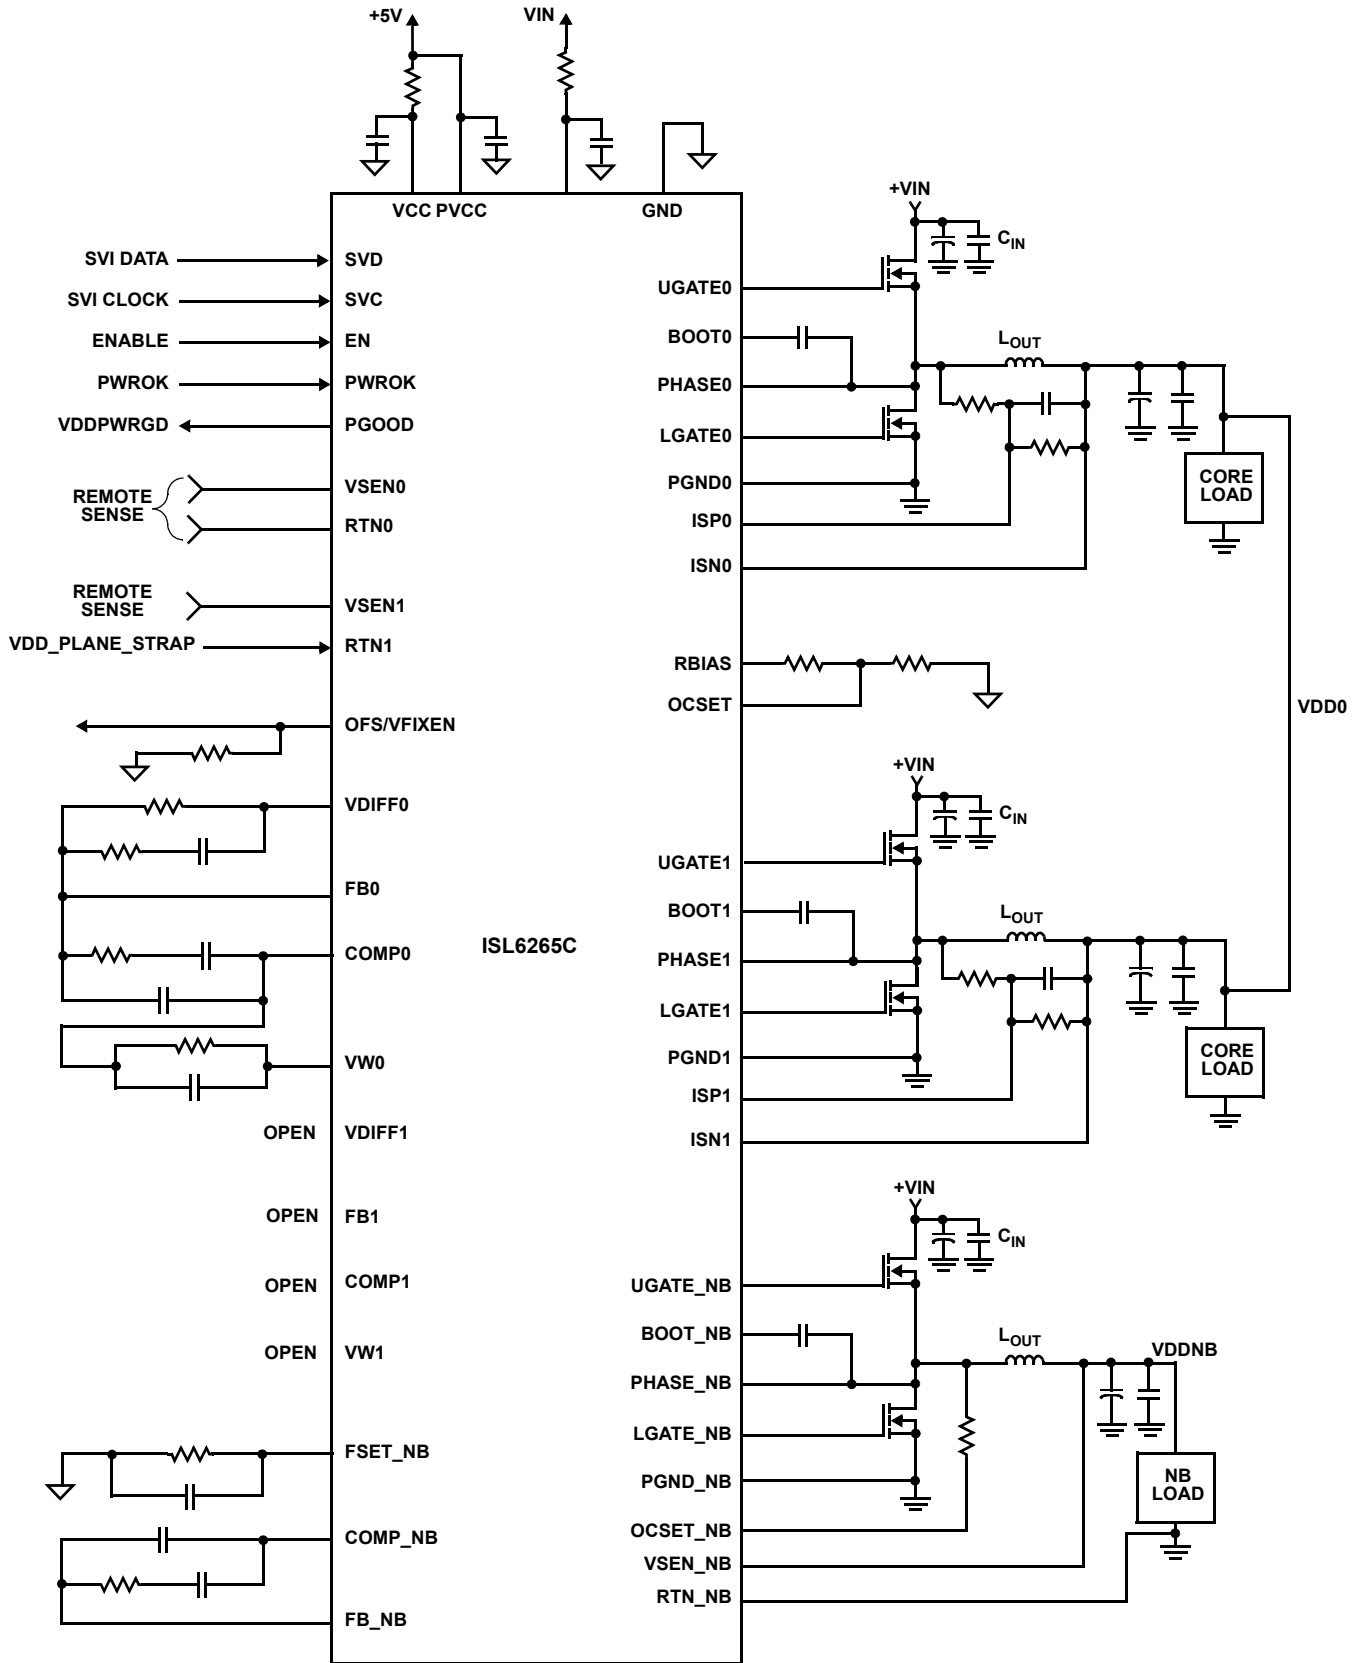 +5V
VIN
VCC PVCC
GND
SVI DATA
SVD
SVI CLOCK
SVC
ENABLE
EN
PWROK
PWROK
VDDPWRGD
PGOOD
REMOTE
SENSE
VSEN0
RTN0
REMOTE
SENSE
VSEN1
VDD_PLANE_STRAP
RTN1
OFS/VFIXEN
VDIFF0
FB0
COMP0
VW0
OPEN
VDIFF1
OPEN
FB1
OPEN
COMP1
OPEN
VW1
FSET_NB
COMP_NB
FB_NB
ISL6265C
+VIN
CIN
UGATE0
BOOT0
LOUT
PHASE0
LGATE0
PGND0
CORE
LOAD
ISP0
ISN0
RBIAS
OCSET
VDD0
+VIN
CIN
UGATE1
BOOT1
LOUT
PHASE1
LGATE1
PGND1
CORE
LOAD
ISP1
ISN1
+VIN
CIN
UGATE_NB
BOOT_NB
LOUT
VDDNB
PHASE_NB
LGATE_NB
PGND_NB
NB
LOAD
OCSET_NB
VSEN_NB
RTN_NB